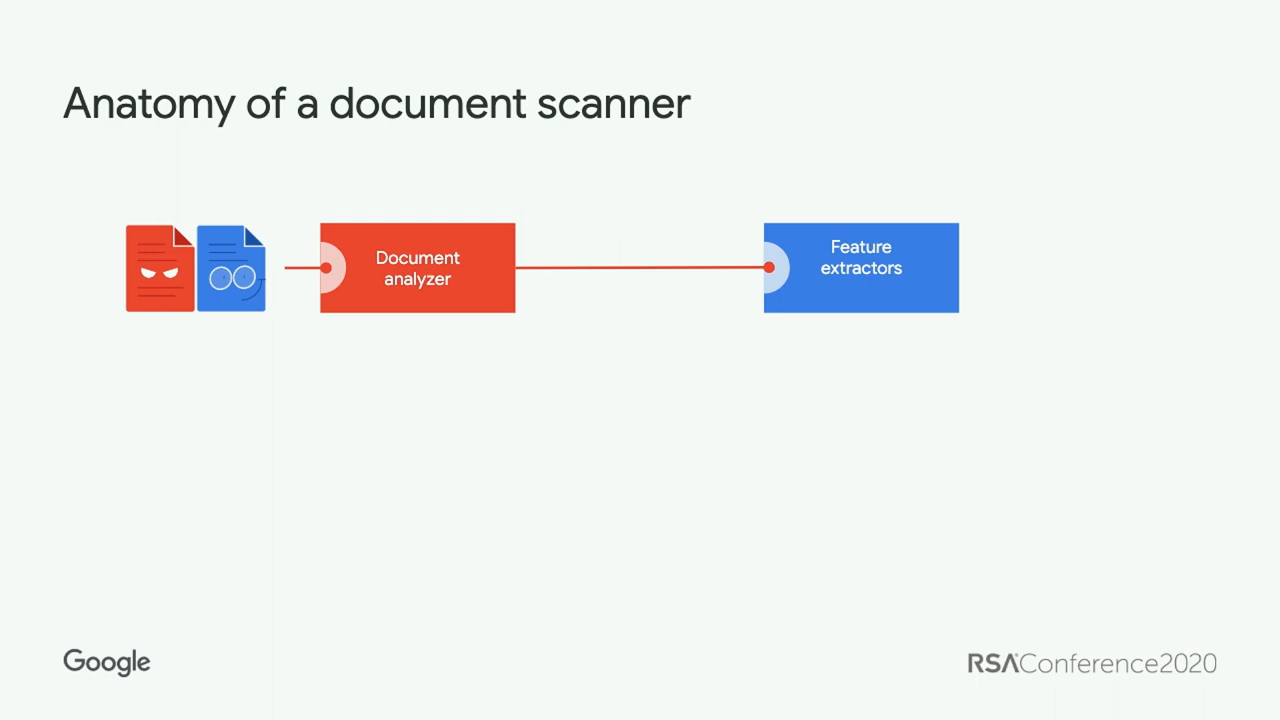 Anatomy of a document scanner
Document
analyzer
Feature
extractors
Google
RSAConference2020